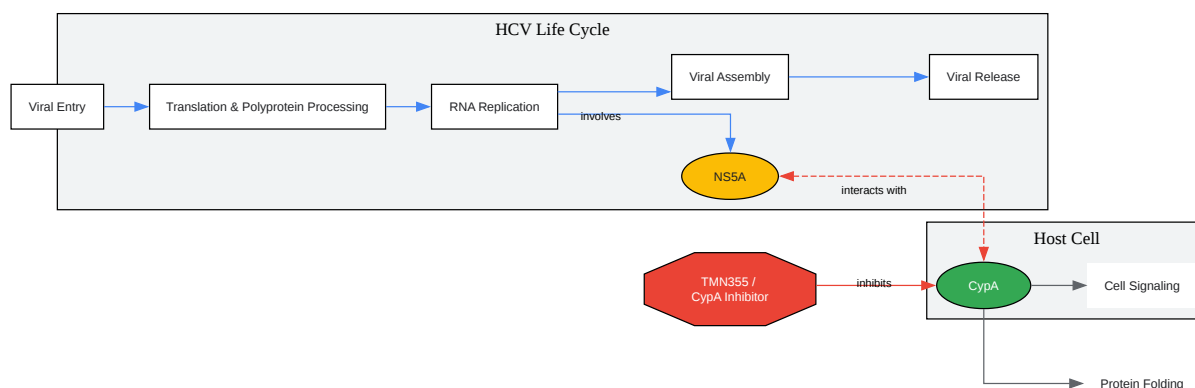 HCV Life Cycle
Viral Entry
Translation & Polyprotein Processing
RNA Replication
Viral Assembly
Viral Release
involves
NS5A
interacts with
Host Cell
TMN355 /
CypA Inhibitor
inhibits
CypA
Cell Signaling
Protein Folding